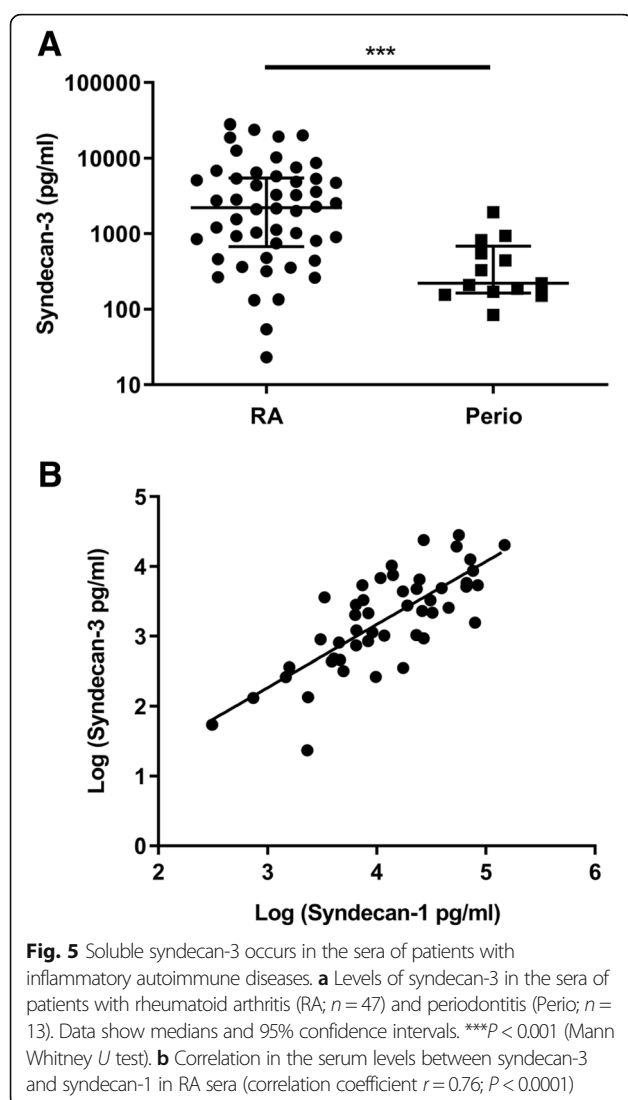 A
***
100000
10000
1000
100
10
Syndecan-3 (pg/ml)
RA Perio
B
5
4
3
2
1
0
Log (Syndecan-3 pg/ml)
2 3 4 5 6
Log (Syndecan-1 pg/ml)
Fig. 5 Soluble syndecan-3 occurs in the sera of patients with
inflammatory autoimmune diseases. a Levels of syndecan-3 in the sera of
patients with rheumatoid arthritis (RA; n = 47) and periodontitis (Perio; n =
13). Data show medians and 95% confidence intervals. ***P < 0.001 (Mann
Whitney U test). b Correlation in the serum levels between syndecan-3
and syndecan-1 in RA sera (correlation coefficient r = 0.76; P < 0.0001)